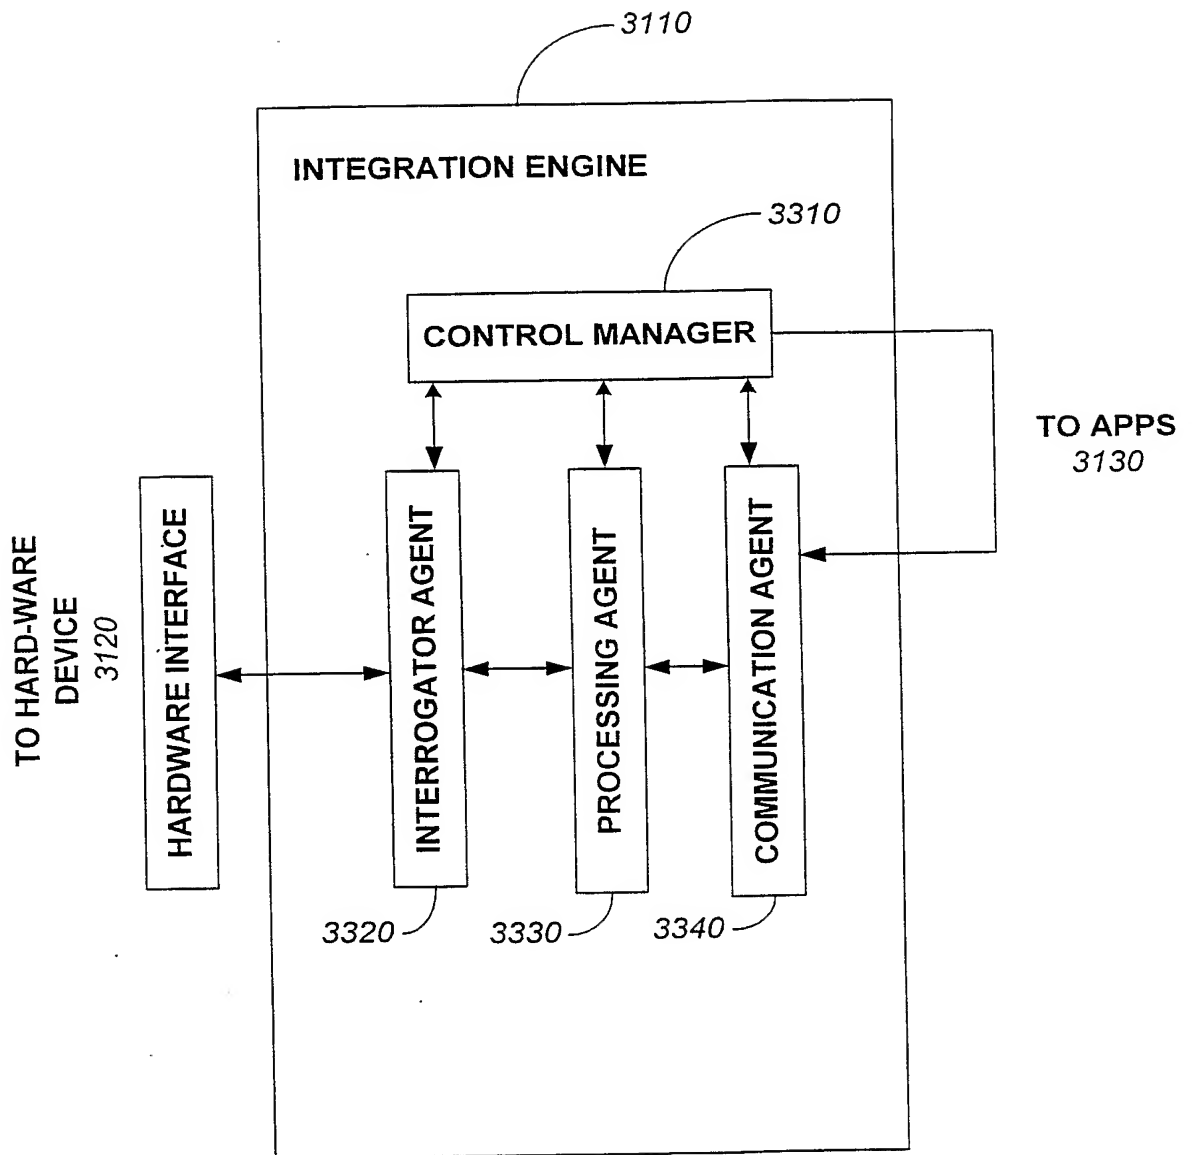 3110
INTEGRATION ENGINE
3310
CONTROL MANAGER
TO APPS
3130
TO HARD-WARE
DEVICE
3120
HARDWARE INTERFACE
INTERROGATOR AGENT
PROCESSING AGENT
COMMUNICATION AGENT
3320
3330
3340